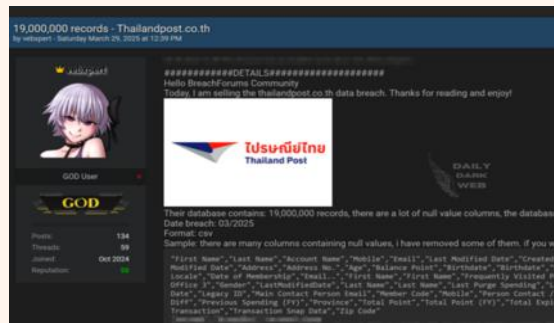 19,000,000 records - Thailandpost.co.th
by vebxpert - Saturday March 29, 2025 at 12:39 PM
vebxpert
GOD User
GOD
Posts: 134
Threads: 59
Joined: Oct 2024
Reputation: 50
Hello BreachForums Community
Today, I am selling the thailandpost.co.th data breach. Thanks for reading and enjoy!
ไปรษณีย์ไทย
Thailand Post
DAILY
DARK
WEB
Their database contains: 19,000,000 records, there are a lot of null value columns, the databas
Date breach: 03/2025
Format: csv
Sample: there are many columns containing null values, i have removed some of them. if you w
"First Name","Last Name","Account Name","Mobile","Email","Last Modified Date","Created
Modified Date","Address","Address No.","Age","Balance Point","Birthdate","Birthdate",
Locale","Date of Membership","Email..","First Name","First Name","Frequently Visited
Office 3","Gender","LastModifiedDate","Last Name","Last Name","Last Purge Spending","L
Date","Legacy ID","Main Contact Person Email","Member Code","Mobile","Person Contact
Diff","Previous Spending (FY)","Province","Total Point","Total Point (FY)","Total Expi
Transaction","Transaction Snap Data","Zip Code"